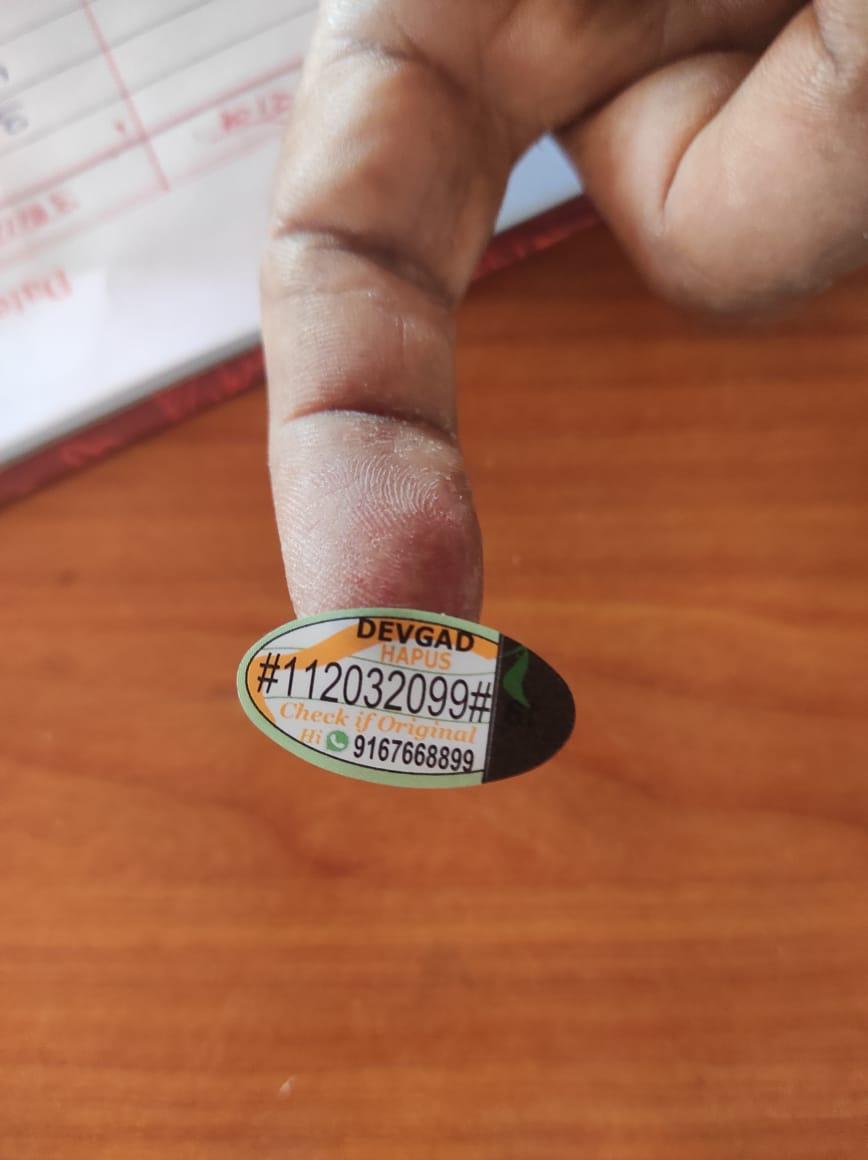 DEVGAD
HAPUS
#112032099#
Check if Original
Hi 9167668899